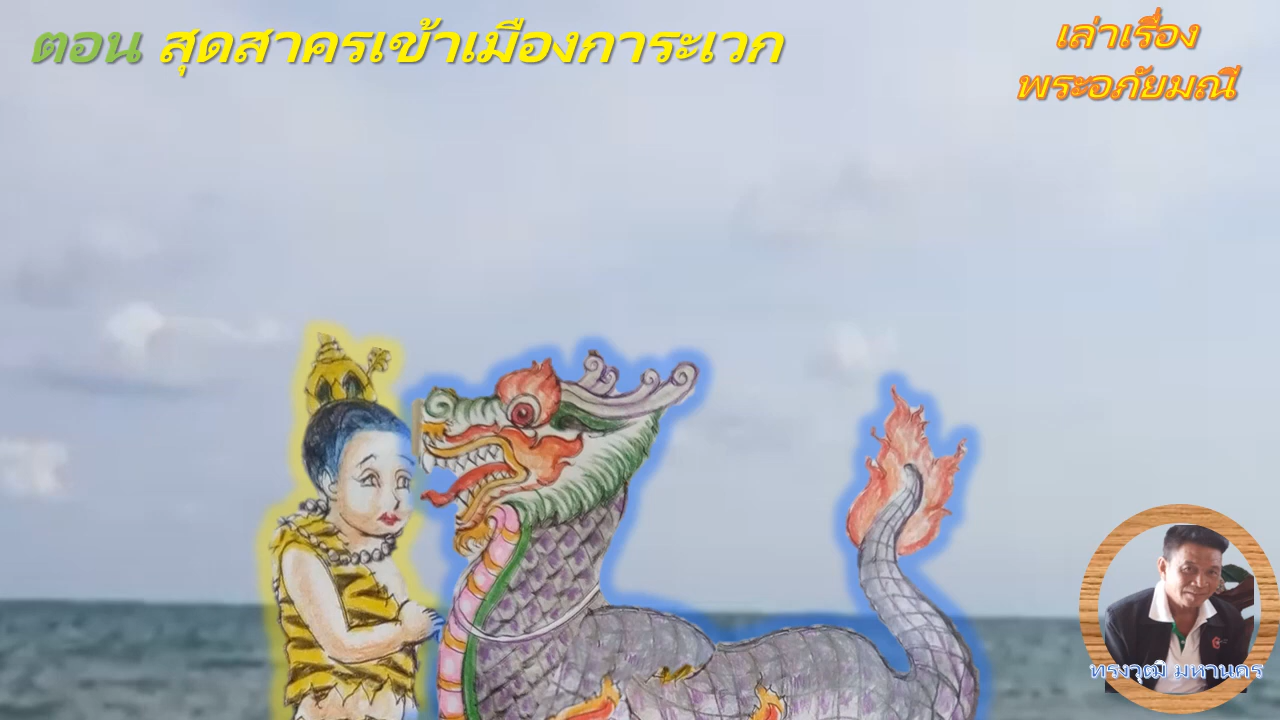 ตอน สุดสาครเข้าเมืองการะเวก
เล่าเรื่อง
พระอภัยมณี
ทรงวุฒิ มหานคร